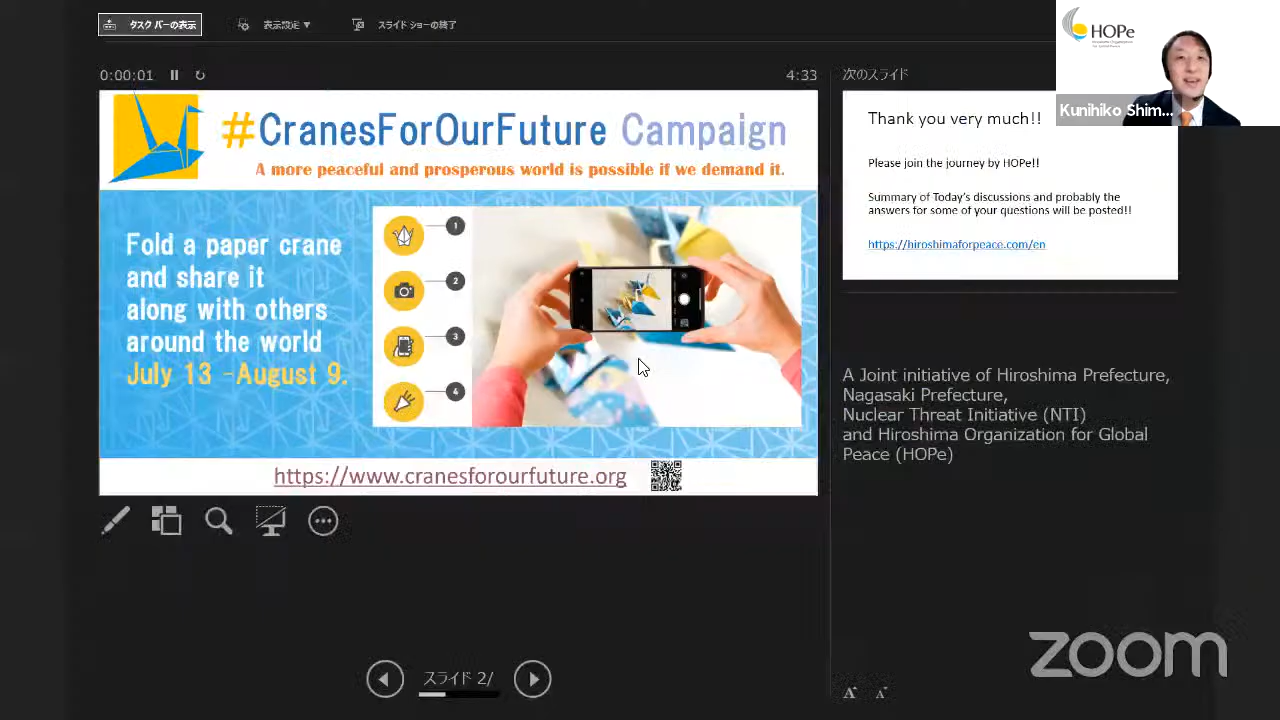 タスク バーの表示
表示設定 ▼
スライド ショーの終了
HOPe
Kunihiko Shim...
0:00:01
4:33
次のスライド
#CranesForOurFuture Campaign
A more peaceful and prosperous world is possible if we demand it.
Fold a paper crane
and share it
along with others
around the world
July 13 -August 9.
1
2
3
4
https://www.cranesforourfuture.org
Thank you very much!!
Please join the journey by HOPe!!
Summary of Today's discussions and probably the
answers for some of your questions will be posted!!
https://hiroshimaforpeace.com/en
A Joint initiative of Hiroshima Prefecture,
Nagasaki Prefecture,
Nuclear Threat Initiative (NTI)
and Hiroshima Organization for Global
Peace (HOPe)
スライド 2/
A A
zoom